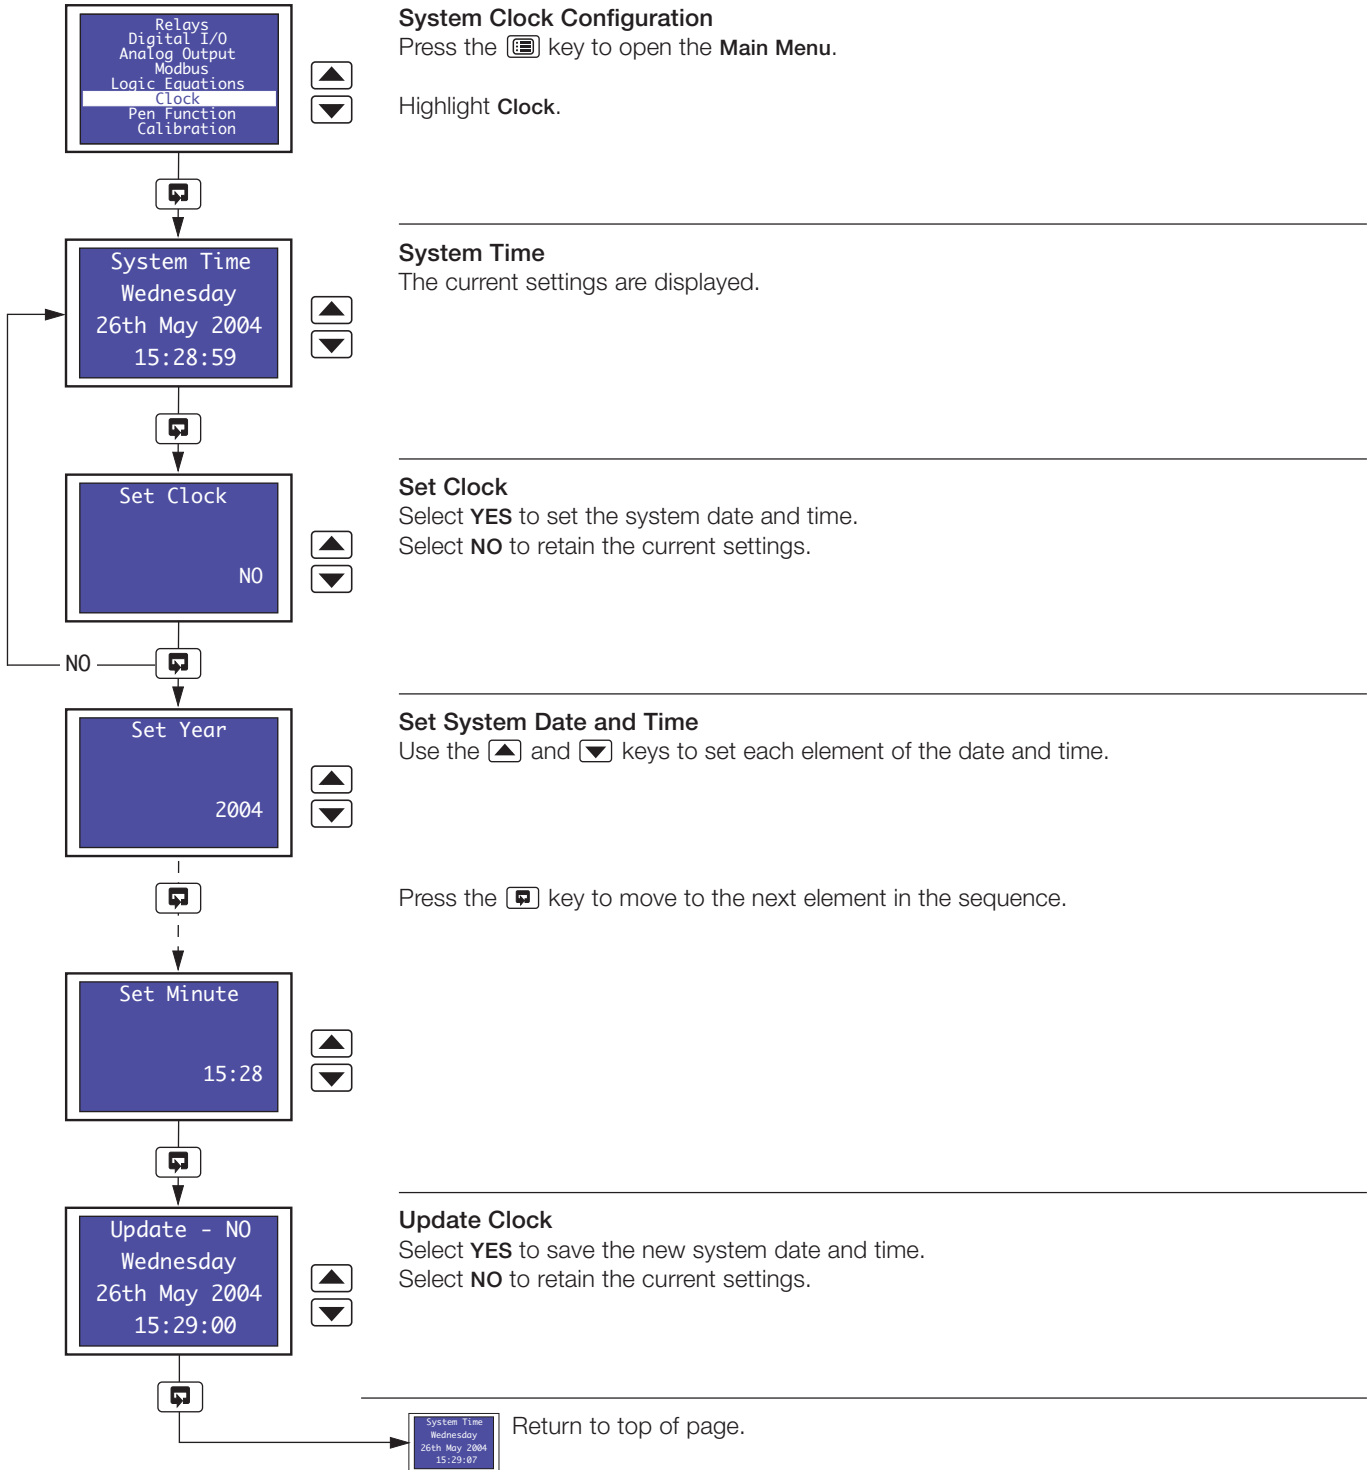 Relays
Digital I/O
Analog Output
Modbus
Logic Equations
Clock
Pen Function
Calibration
System Clock Configuration
Press the key to open the Main Menu.
Highlight Clock.
System Time
Wednesday
26th May 2004
15:28:59
System Time
The current settings are displayed.
Set Clock
NO
Set Clock
Select YES to set the system date and time.
Select NO to retain the current settings.
NO
Set Year
2004
Set System Date and Time
Use the and keys to set each element of the date and time.
Press the key to move to the next element in the sequence.
Set Minute
15:28
Update - NO
Wednesday
26th May 2004
15:29:00
Update Clock
Select YES to save the new system date and time.
Select NO to retain the current settings.
System Time
Wednesday
26th May 2004
15:29:07
Return to top of page.